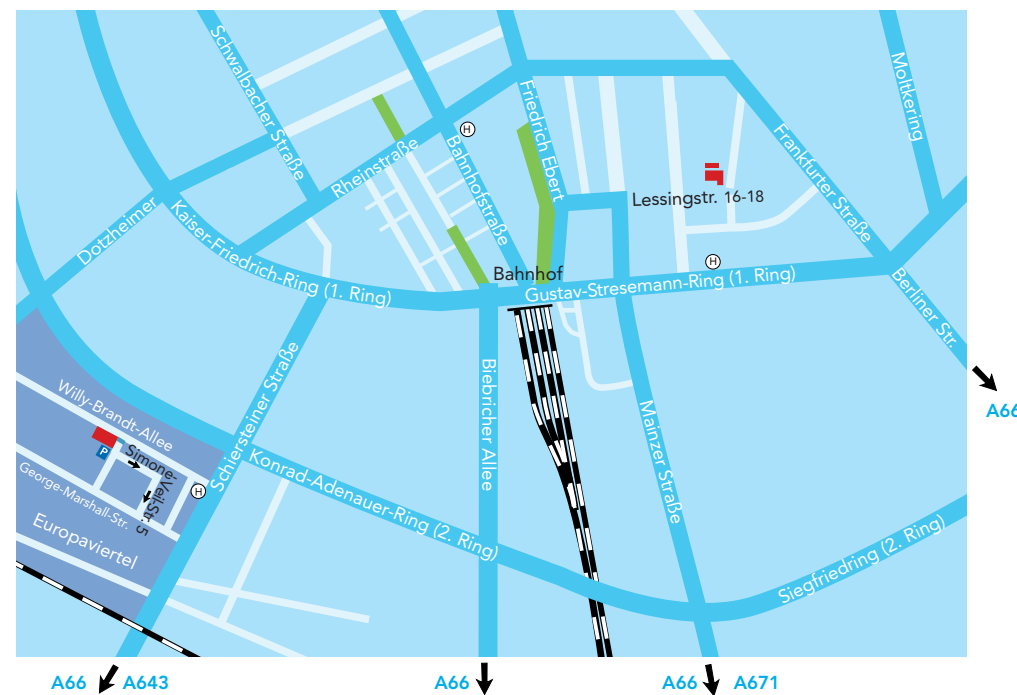 Schwalbacher Straße
Moltkering
Friedrich Ebert
Frankfurter Straße
H
Rheinstraße
Bahnhofstraße
Lessingstr. 16-18
Dotzheimer
Kaiser-Friedrich-Ring (1. Ring)
H
Bahnhof
Gustav-Stresemann-Ring (1. Ring)
Berliner Str.
Schiersteiner Straße
Biebricher Allee
Mainzer Straße
A66
Willy-Brandt-Allee
P
Simone-Veil-Str. 5
George-Marshall-Str.
H
Konrad-Adenauer-Ring (2. Ring)
Europaviertel
Siegfriedring (2. Ring)
A66 A643
A66
A66 A671